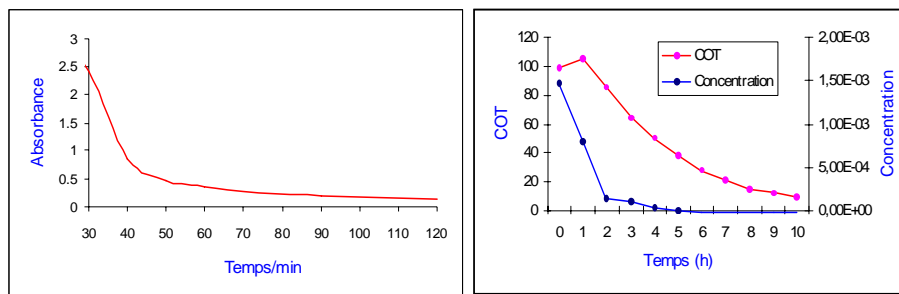 Absorbance
3
2.5
2
1.5
1
0.5
0
30 40 50 60 70 80 90 100 110 120
Temps/min
COT
120
100
80
60
40
20
0
COT
Concentration
2,00E-03
1,50E-03
1,00E-03
5,00E-04
0,00E+00
Concentration
0 1 2 3 4 5 6 7 8 9 10
Temps (h)